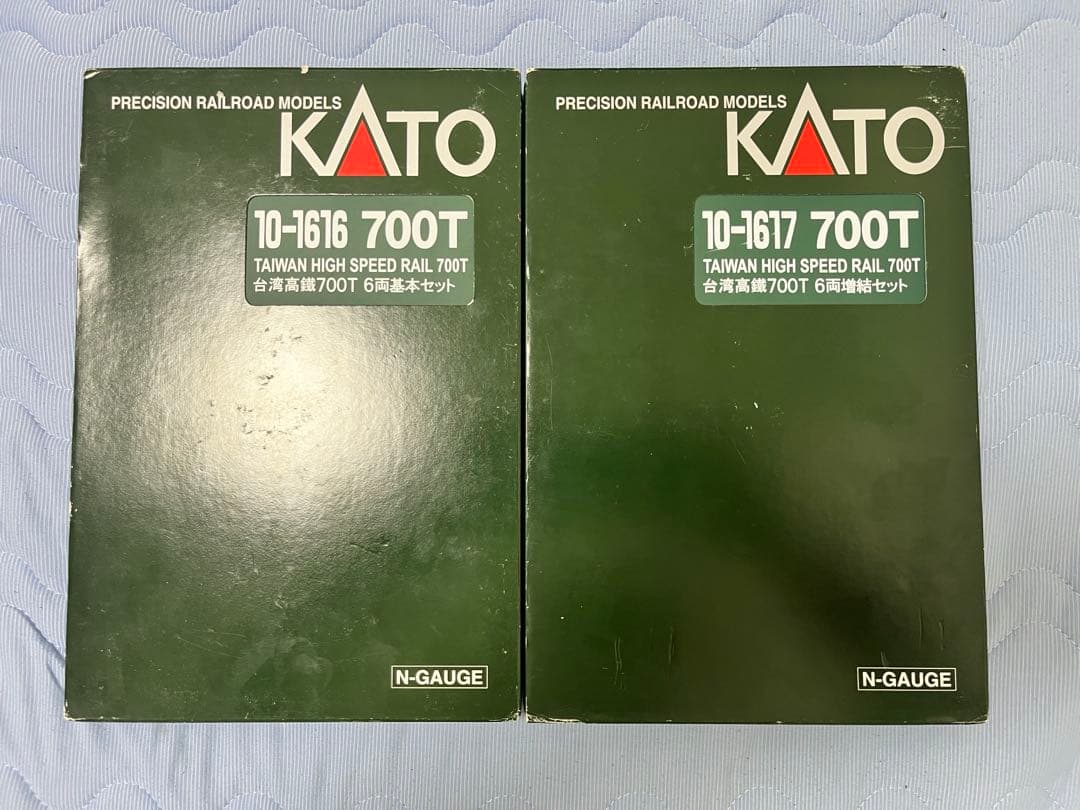 PRECISION RAILROAD MODELS
KATO
10-1616 700T
TAIWAN HIGH SPEED RAIL 700T
台湾高鐵700T 6両基本セット
N-GAUGE
PRECISION RAILROAD MODELS
KATO
10-1617 700T
TAIWAN HIGH SPEED RAIL 700T
台湾高鐵700T 6両増結セット
N-GAUGE